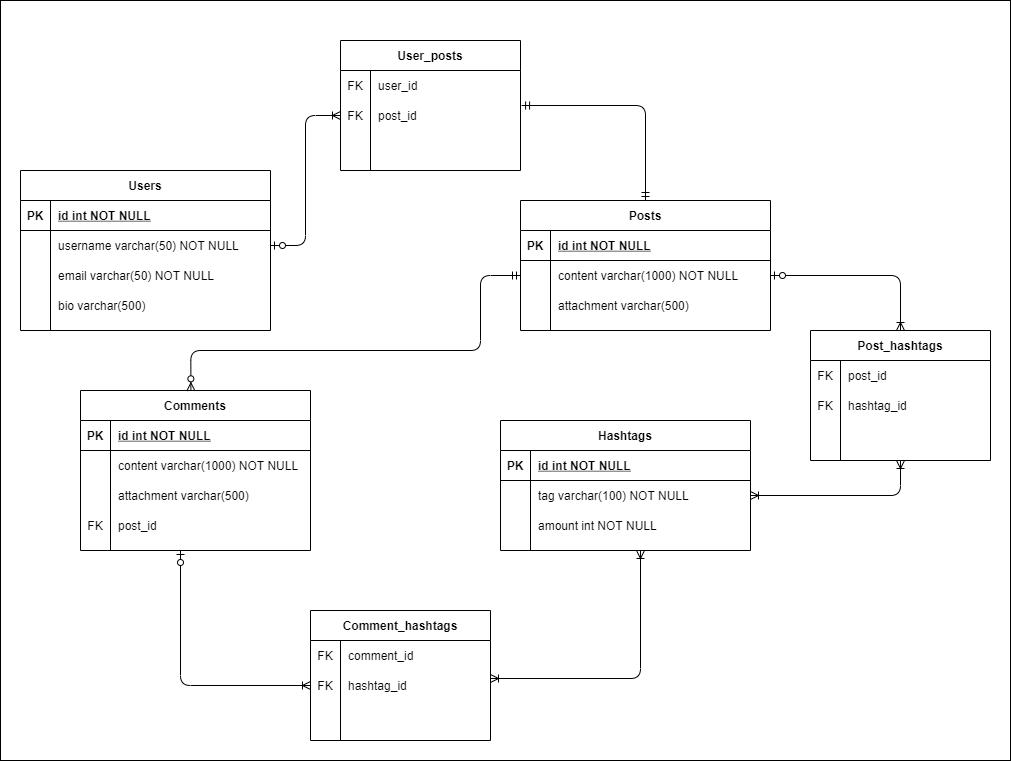 User_posts
FK user_id
FK post_id
Users
PK id int NOT NULL
username varchar(50) NOT NULL
email varchar(50) NOT NULL
bio varchar(500)
Posts
PK id int NOT NULL
content varchar(1000) NOT NULL
attachment varchar(500)
Post_hashtags
FK post_id
FK hashtag_id
Comments
PK id int NOT NULL
content varchar(1000) NOT NULL
attachment varchar(500)
FK post_id
Hashtags
PK id int NOT NULL
tag varchar(100) NOT NULL
amount int NOT NULL
Comment_hashtags
FK comment_id
FK hashtag_id